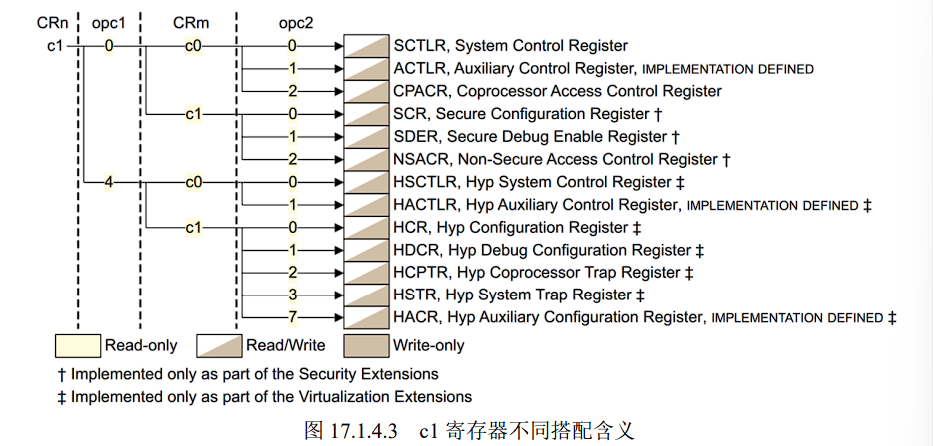 CRn opc1 CRm opc2
c1 0 c0 0 SCTLR, System Control Register
1 ACTLR, Auxiliary Control Register, IMPLEMENTATION DEFINED
2 CPACR, Coprocessor Access Control Register
c1 0 SCR, Secure Configuration Register †
1 SDER, Secure Debug Enable Register †
2 NSACR, Non-Secure Access Control Register †
4 c0 0 HSCTLR, Hyp System Control Register ‡
1 HACTLR, Hyp Auxiliary Control Register, IMPLEMENTATION DEFINED ‡
c1 0 HCR, Hyp Configuration Register ‡
1 HDCR, Hyp Debug Configuration Register ‡
2 HCPTR, Hyp Coprocessor Trap Register ‡
3 HSTR, Hyp System Trap Register ‡
7 HACR, Hyp Auxiliary Configuration Register, IMPLEMENTATION DEFINED ‡
Read-only Read/Write Write-only
† Implemented only as part of the Security Extensions
‡ Implemented only as part of the Virtualization Extensions
图 17.1.4.3 c1 寄存器不同搭配含义